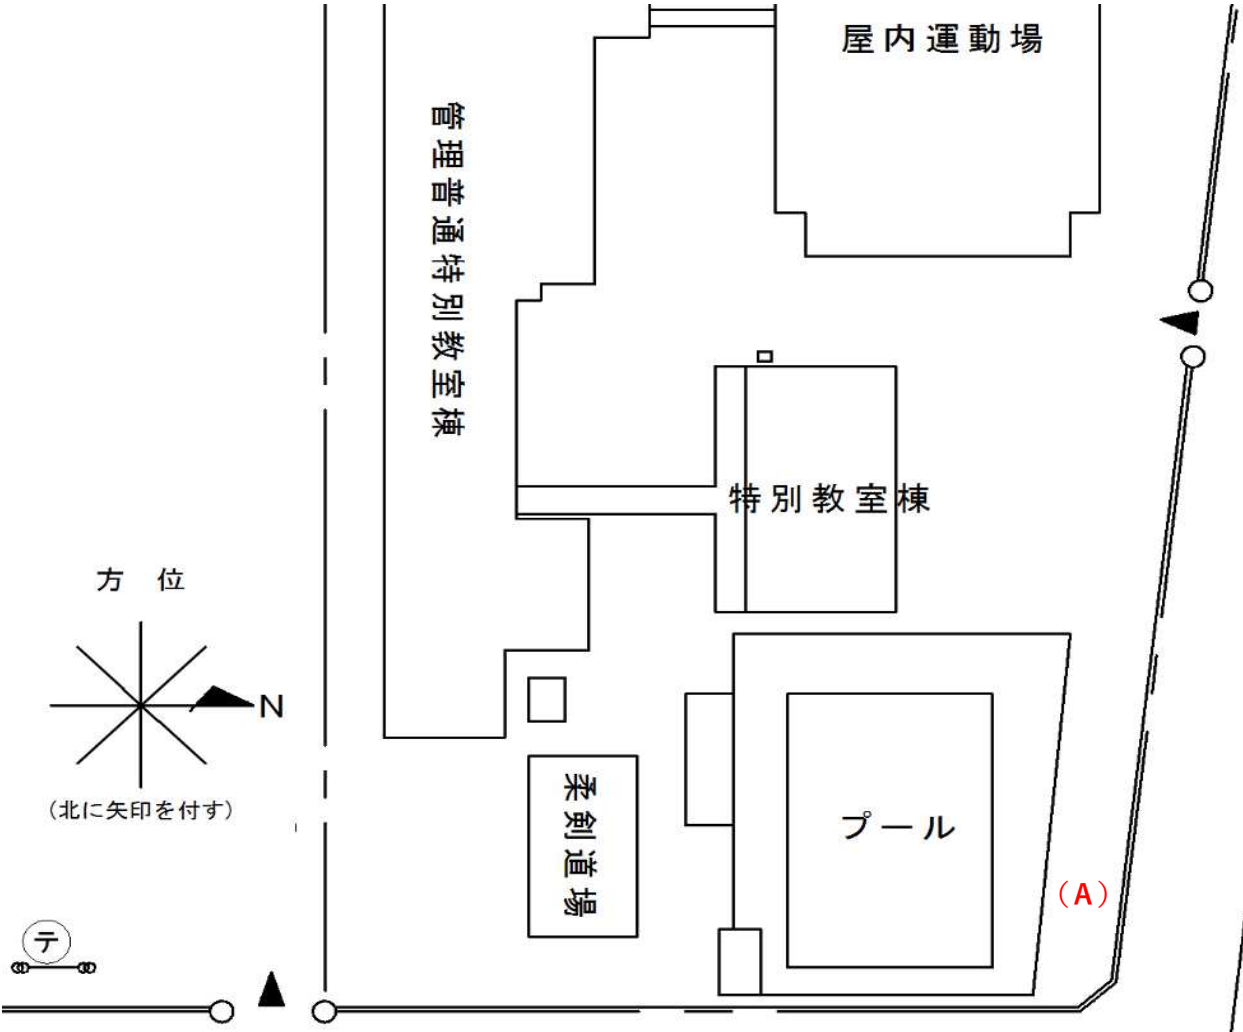 屋内運動場
管理普通特別教室棟
特別教室棟
方 位
N
(北に矢印を付す)
柔剣道場
プール
(A)
テ